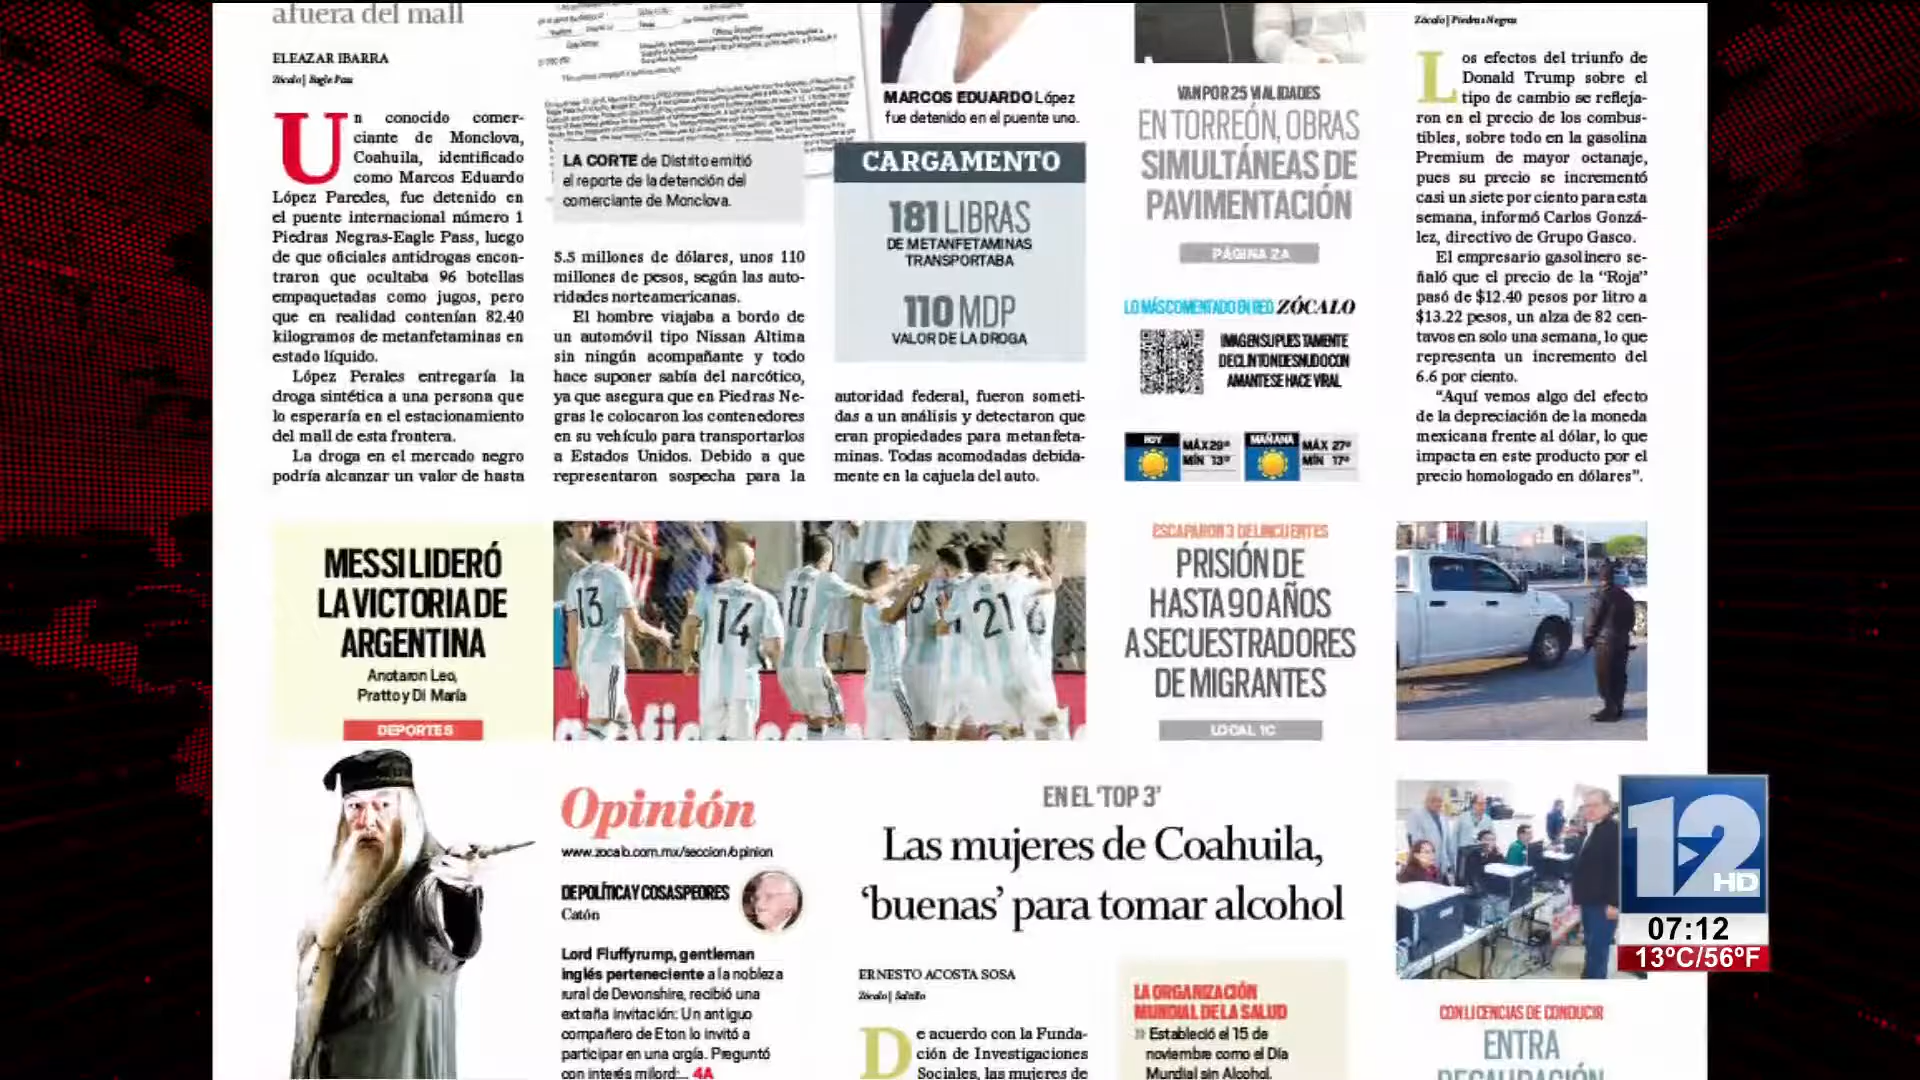 afuera del mall
ELEAZAR IBARRA
Zócalo | Eagle Pass
Un conocido comer-
ciante de Monclova,
Coahuila, identificado
como Marcos Eduardo
López Paredes, fue detenido en
el puente internacional número 1
Piedras Negras-Eagle Pass, luego
de que oficiales antidrogas encon-
traron que ocultaba 96 botellas
empaquetadas como jugos, pero
que en realidad contenían 82.40
kilogramos de metanfetaminas en
estado líquido.
López Perales entregaría la
droga sintética a una persona que
lo esperaría en el estacionamiento
del mall de esta frontera.
La droga en el mercado negro
podría alcanzar un valor de hasta
LA CORTE de Distrito emitió
el reporte de la detención del
comerciante de Monclova.
5.5 millones de dólares, unos 110
millones de pesos, según las auto-
ridades norteamericanas.
El hombre viajaba a bordo de
un automóvil tipo Nissan Altima
sin ningún acompañante y todo
hace suponer sabía del narcótico,
ya que asegura que en Piedras Ne-
gras le colocaron los contenedores
en su vehículo para transportarlos
a Estados Unidos. Debido a que
representaron sospecha para la
MARCOS EDUARDO López
fue detenido en el puente uno.
CARGAMENTO
181 LIBRAS
DE METANFETAMINAS
TRANSPORTABA
110 MDP
VALOR DE LA DROGA
autoridad federal, fueron someti-
das a un análisis y detectaron que
eran propiedades para metanfeta-
minas. Todas acomodadas debida-
mente en la cajuela del auto.
VAN POR 25 VIALIDADES
EN TORREÓN, OBRAS
SIMULTÁNEAS DE
PAVIMENTACIÓN
PÁGINA 2A
LO MÁS COMENTADO EN RED ZÓCALO
IMAGEN SUPUESTAMENTE
DE CLINTON DESNUDO CON
AMANTE SE HACE VIRAL
HOY
MÁX 29º
MÍN 13º
MAÑANA
MÁX 27º
MÍN 17º
Zócalo | Piedras Negras
Los efectos del triunfo de
Donald Trump sobre el
tipo de cambio se refleja-
ron en el precio de los combus-
tibles, sobre todo en la gasolina
Premium de mayor octanaje,
pues su precio se incrementó
casi un siete por ciento para esta
semana, informó Carlos Gonzá-
lez, directivo de Grupo Gasco.
El empresario gasolinero se-
ñaló que el precio de la “Roja”
pasó de $12.40 pesos por litro a
$13.22 pesos, un alza de 82 cen-
tavos en solo una semana, lo que
representa un incremento del
6.6 por ciento.
“Aquí vemos algo del efecto
de la depreciación de la moneda
mexicana frente al dólar, lo que
impacta en este producto por el
precio homologado en dólares”.
MESSI LIDERÓ
LA VICTORIA DE
ARGENTINA
Anotaron Leo,
Pratto y Di María
DEPORTES
13
14
11
8
21
ESCAPARON 3 DELINCUENTES
PRISIÓN DE
HASTA 90 AÑOS
A SECUESTRADORES
DE MIGRANTES
LOCAL 1C
Opinión
www.zocalo.com.mx/seccion/opinion
DE POLÍTICA Y COSAS PEORES
Catón
Lord Fluffyrump, gentleman
inglés perteneciente a la nobleza
rural de Devonshire, recibió una
extraña invitación: Un antiguo
compañero de Eton lo invitó a
participar en una orgía. Preguntó
con interés milord:... 4A
EN EL ‘TOP 3’
Las mujeres de Coahuila,
‘buenas’ para tomar alcohol
ERNESTO ACOSTA SOSA
Zócalo | Saltillo
De acuerdo con la Funda-
ción de Investigaciones
Sociales, las mujeres de
LA ORGANIZACIÓN
MUNDIAL DE LA SALUD
» Estableció el 15 de
noviembre como el Día
Mundial sin Alcohol.
CON LICENCIAS DE CONDUCIR
ENTRA
12
HD
07:12
13ºC/56ºF